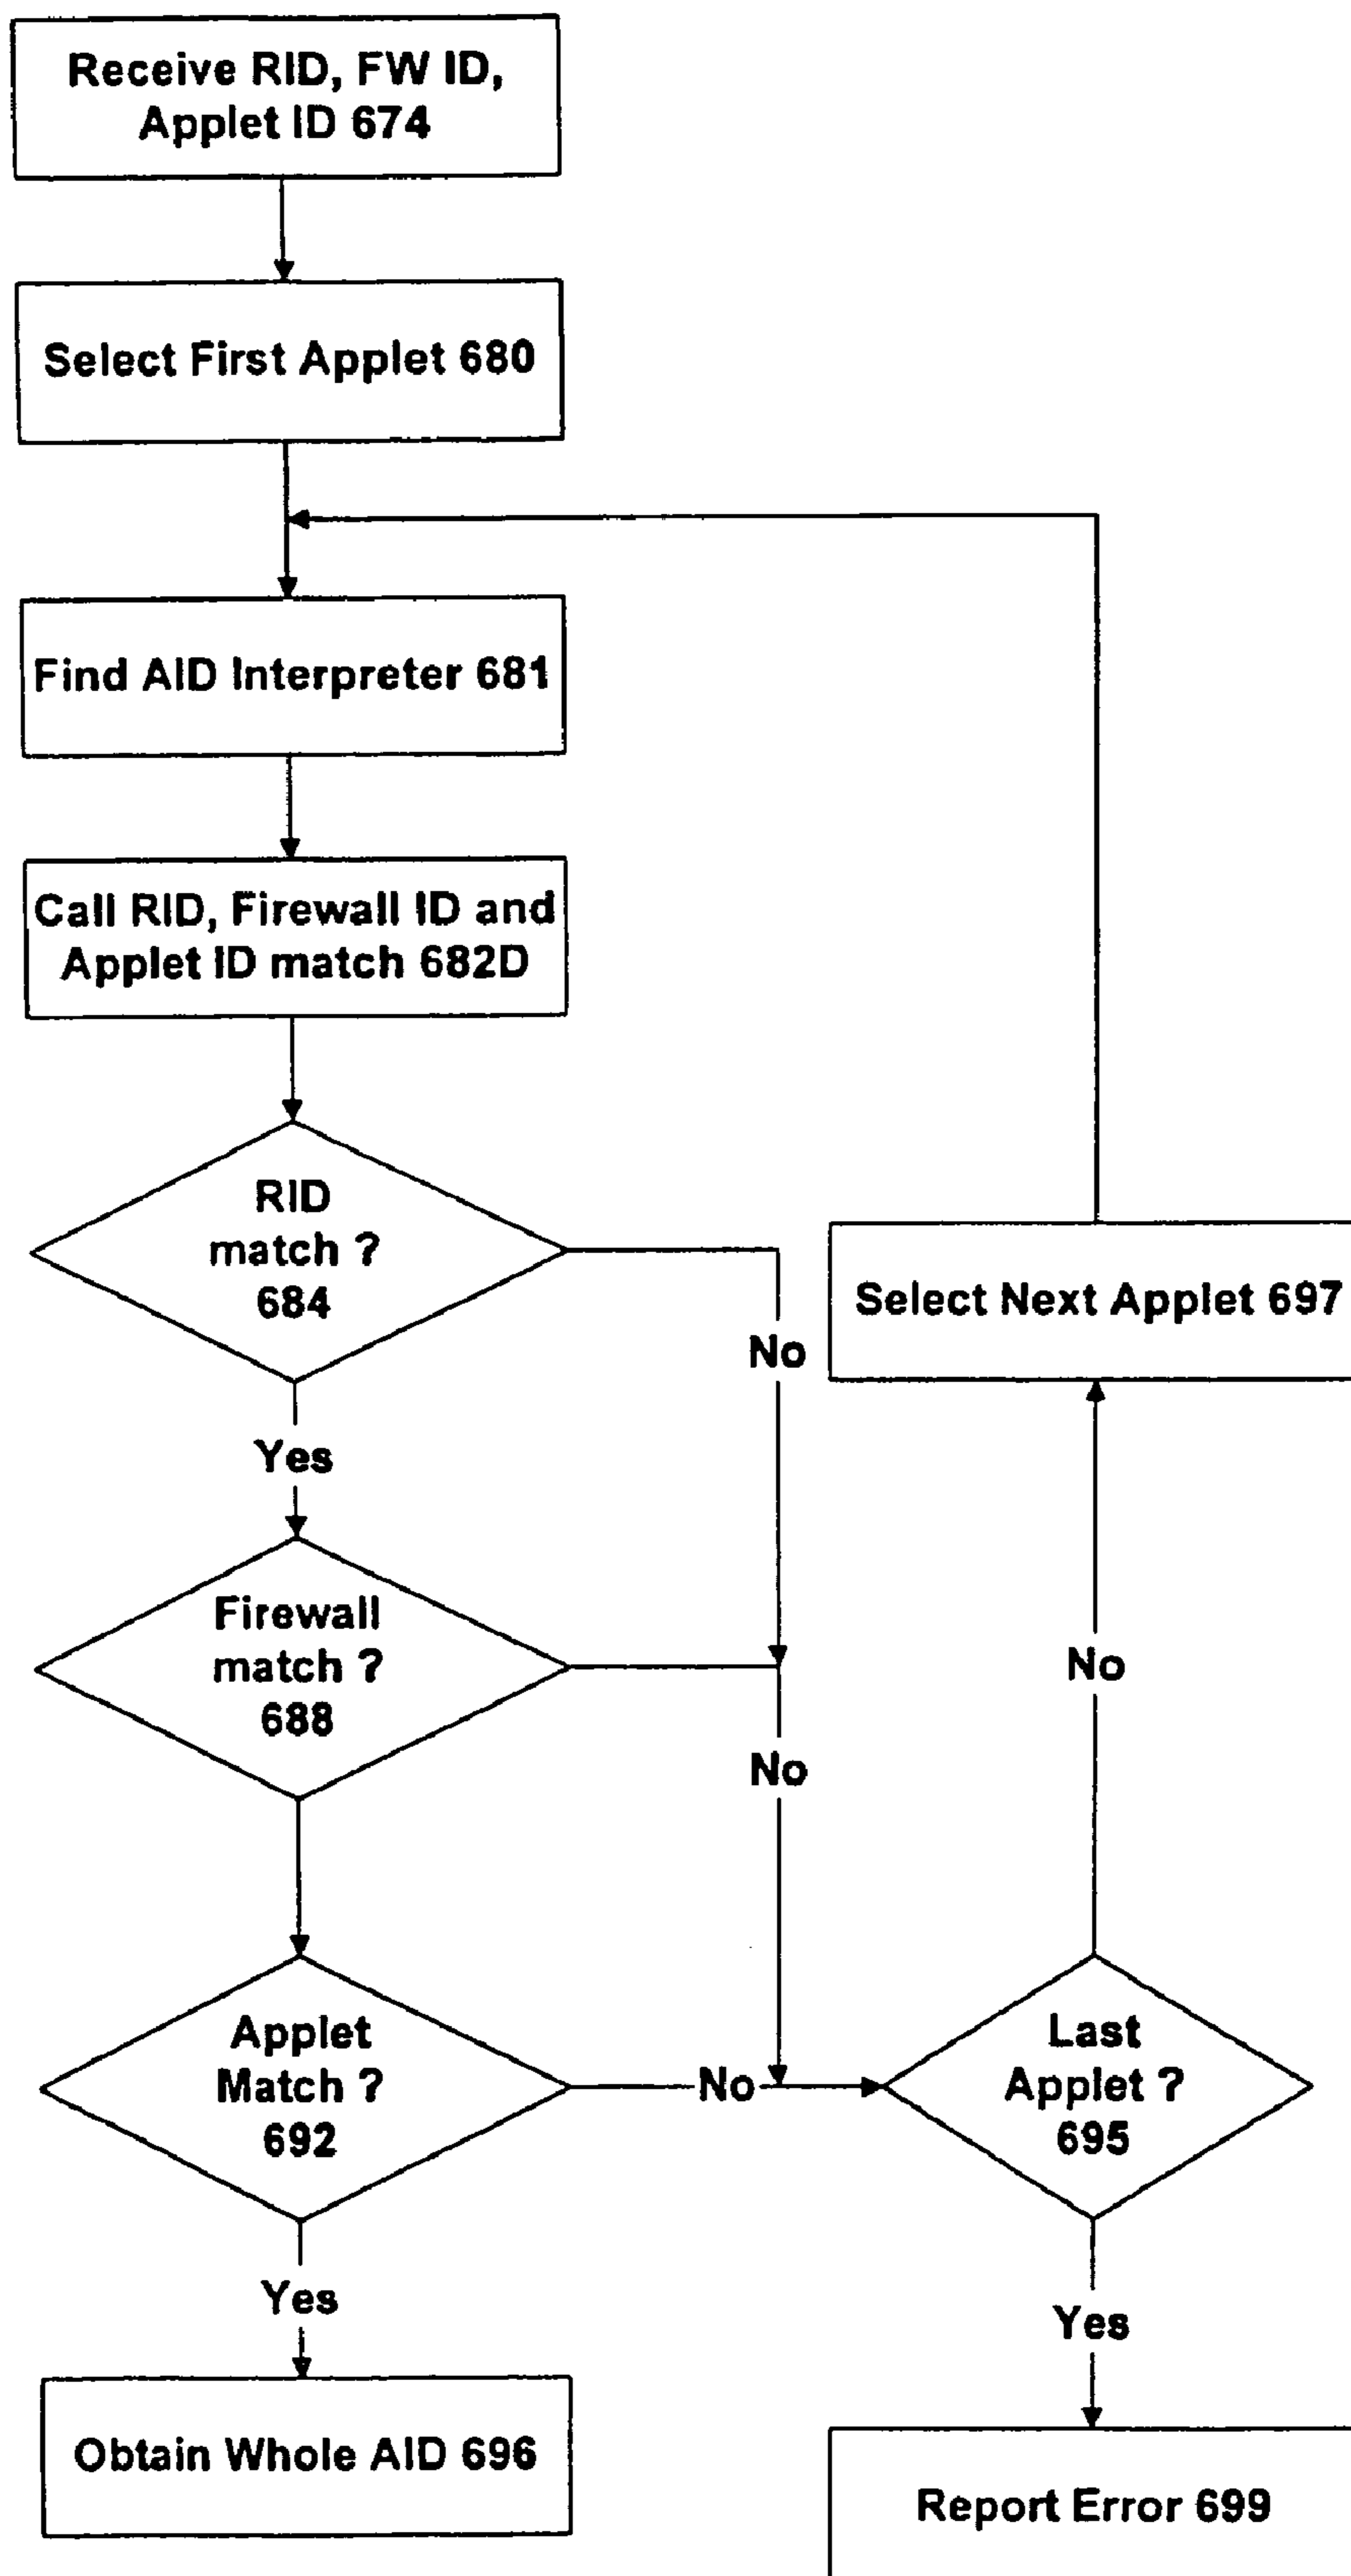 Receive RID, FW ID,
Applet ID 674
Select First Applet 680
Find AID Interpreter 681
Call RID, Firewall ID and
Applet ID match 682D
RID
match ?
684
No
Yes
Select Next Applet 697
Firewall
match ?
688
No
No
Applet
Match ?
692
No
Last
Applet ?
695
Yes
Yes
Obtain Whole AID 696
Report Error 699